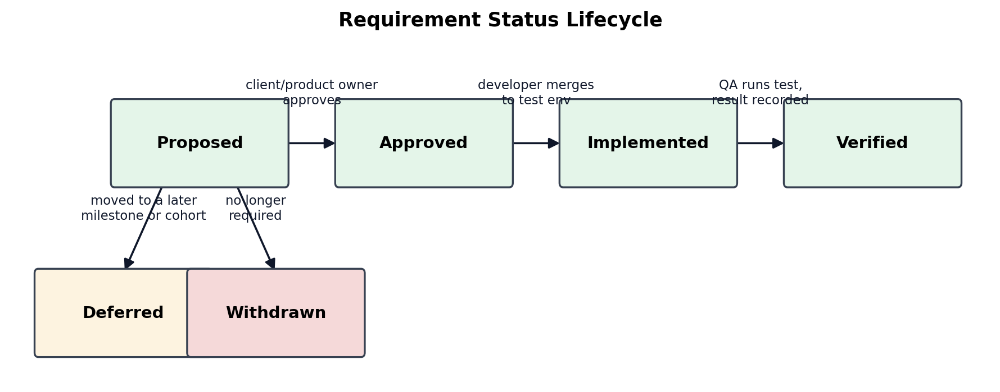 Requirement Status Lifecycle
client/product owner
approves
developer merges
to test env
QA runs test,
result recorded
Proposed
Approved
Implemented
Verified
moved to a later
milestone or cohort
no longer
required
Deferred
Withdrawn